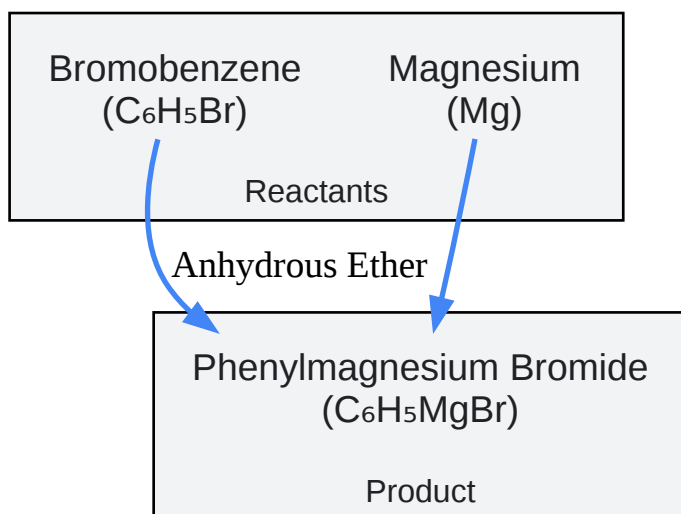 Bromobenzene
(C₆H₅Br)
Magnesium
(Mg)
Reactants
Anhydrous Ether
Phenylmagnesium Bromide
(C₆H₅MgBr)
Product